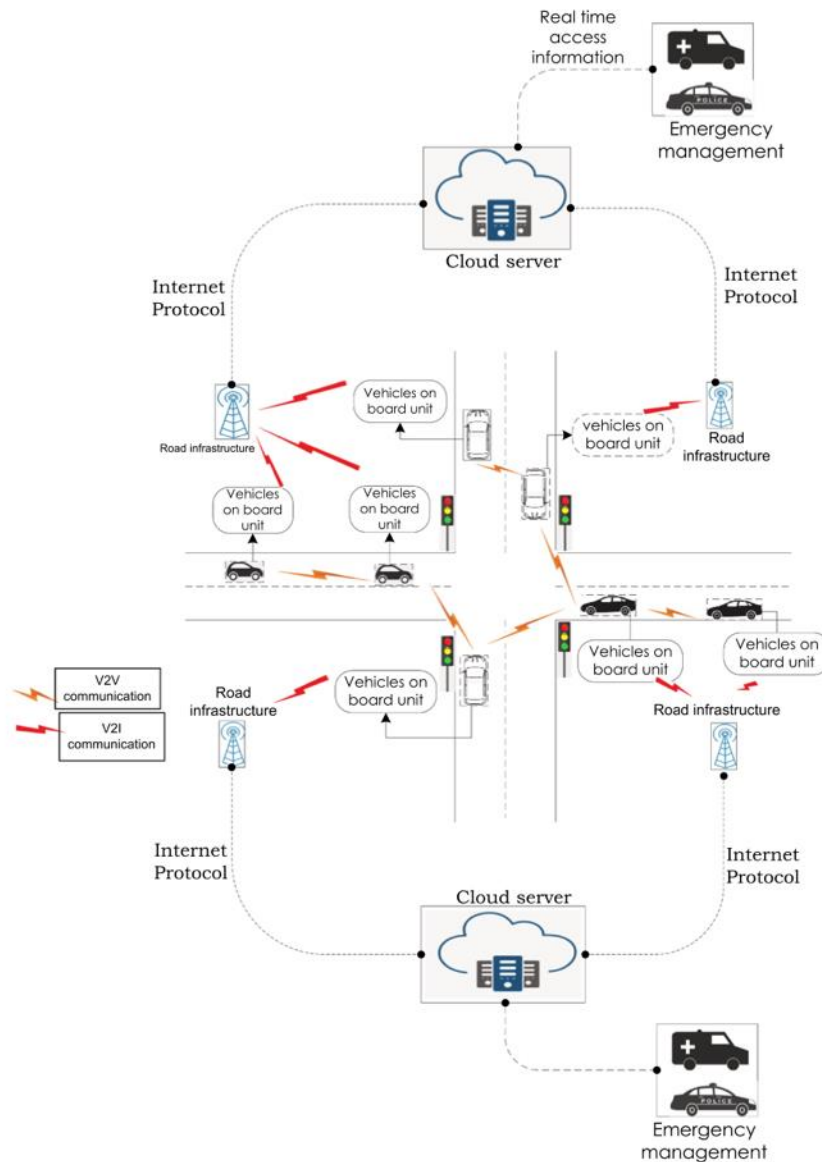 Real time
access
information
POLICE
Emergency
management
Cloud server
Internet
Protocol
Internet
Protocol
Vehicles on
board unit
vehicles on
board unit
Road infrastructure
Road
infrastructure
Vehicles
on board
unit
Vehicles
on board
unit
Vehicles on
board unit
Vehicles on
board unit
V2V
communication
V2I
communication
Road
infrastructure
Vehicles on
board unit
Road infrastructure
Internet
Protocol
Internet
Protocol
Cloud server
POLICE
Emergency
management